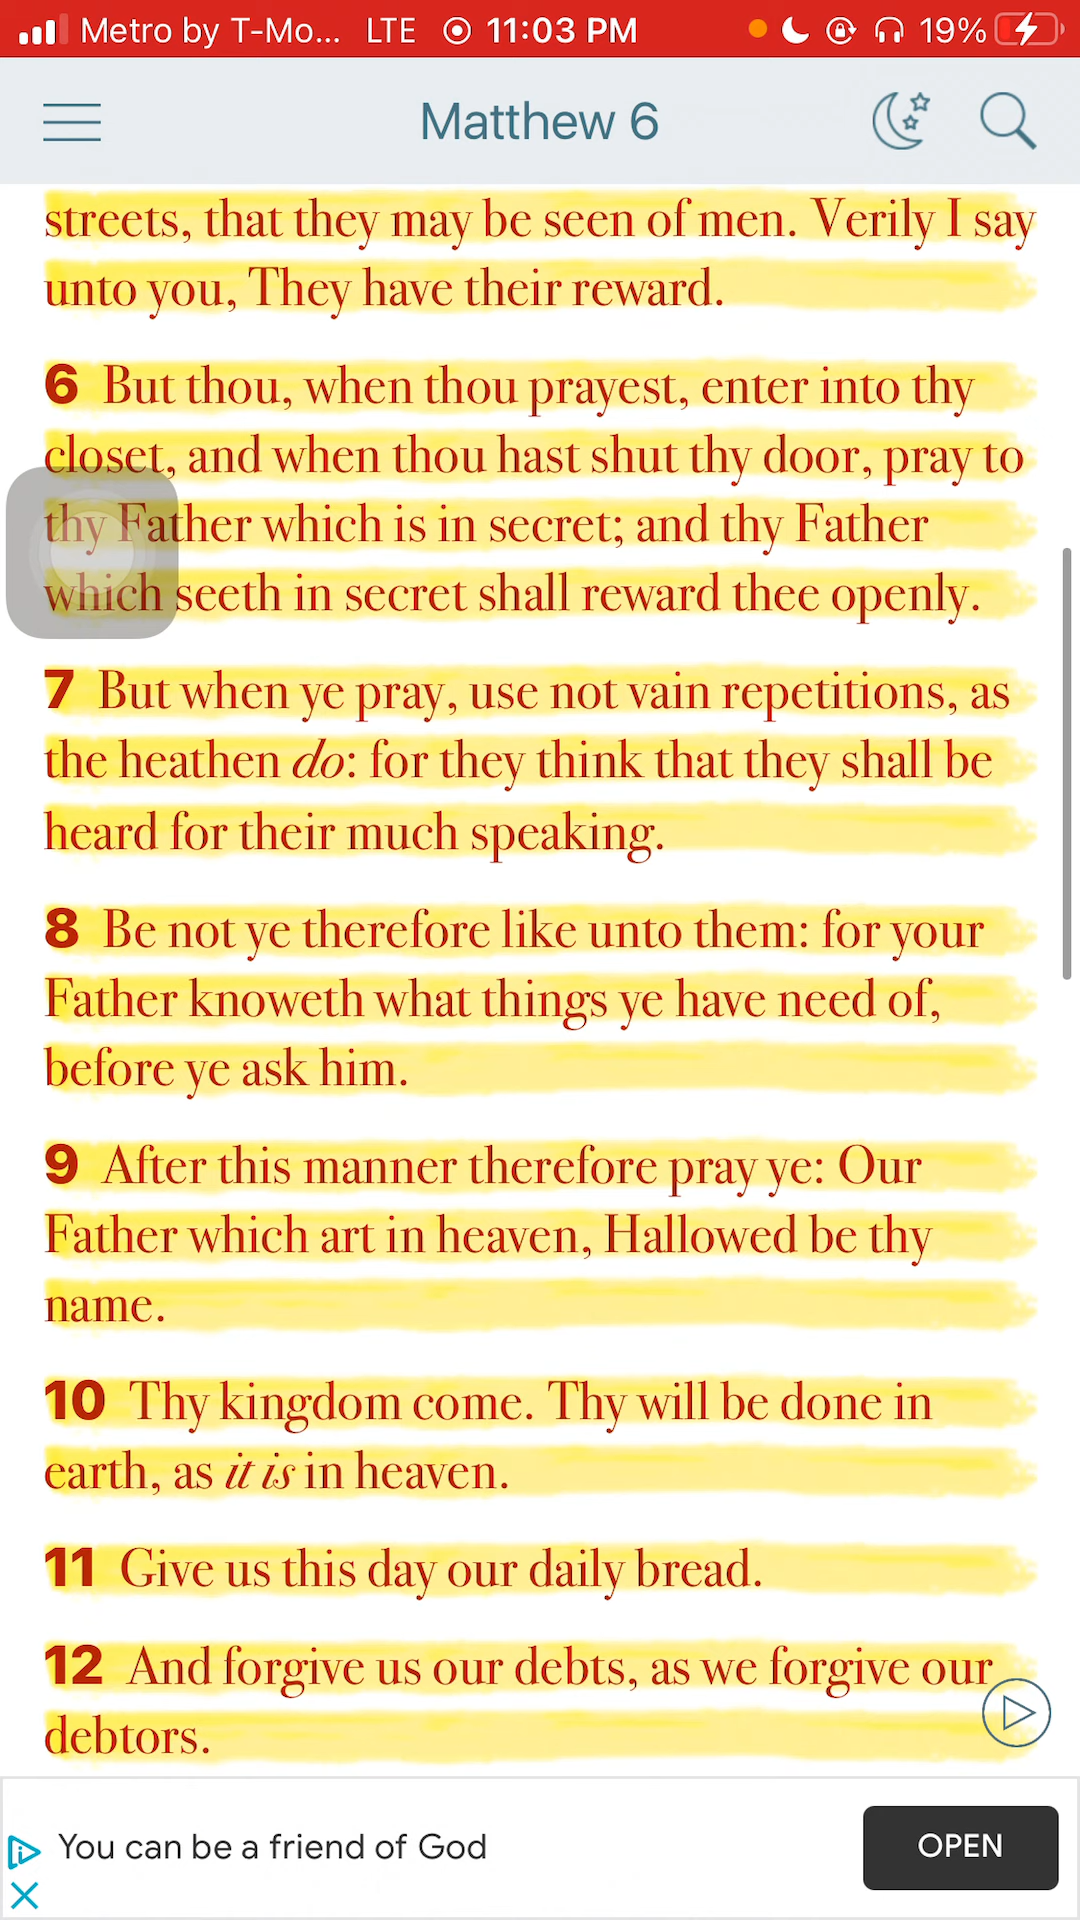 Metro by T-Mo... LTE 11:03 PM 19%
Matthew 6
streets, that they may be seen of men. Verily I say
unto you, They have their reward.
6 But thou, when thou prayest, enter into thy
closet, and when thou hast shut thy door, pray to
thy Father which is in secret; and thy Father
which seeth in secret shall reward thee openly.
7 But when ye pray, use not vain repetitions, as
the heathen do: for they think that they shall be
heard for their much speaking.
8 Be not ye therefore like unto them: for your
Father knoweth what things ye have need of,
before ye ask him.
9 After this manner therefore pray ye: Our
Father which art in heaven, Hallowed be thy
name.
10 Thy kingdom come. Thy will be done in
earth, as it is in heaven.
11 Give us this day our daily bread.
12 And forgive us our debts, as we forgive our
debtors.
You can be a friend of God
OPEN